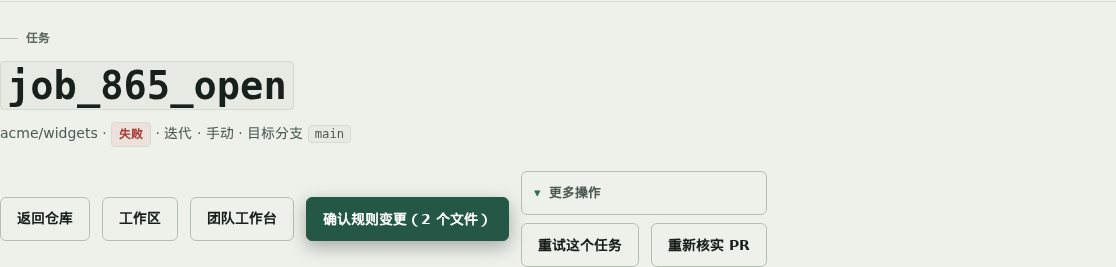 任务
job_865_open
acme/widgets · 失败 · 迭代 · 手动 · 目标分支 main
▾ 更多操作
返回仓库 工作区 团队工作台 确认规则变更（2 个文件）
重试这个任务 重新核实 PR